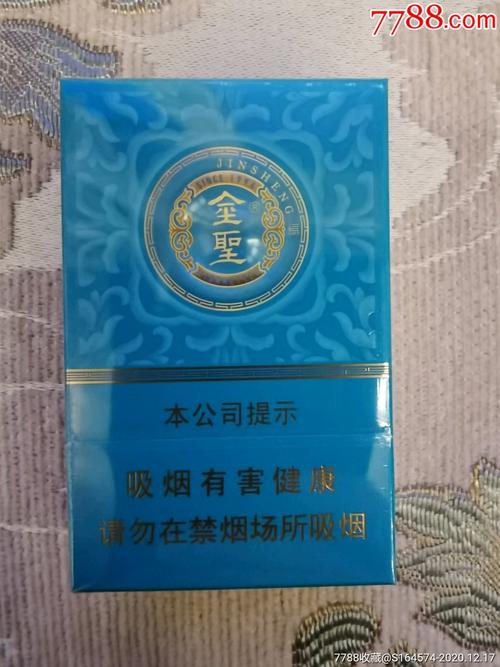 7788.com
JINSHENG
SINCE
金聖
本公司提示
吸烟有害健康
请勿在禁烟场所吸烟
7788收藏@S164574-2020.12.17